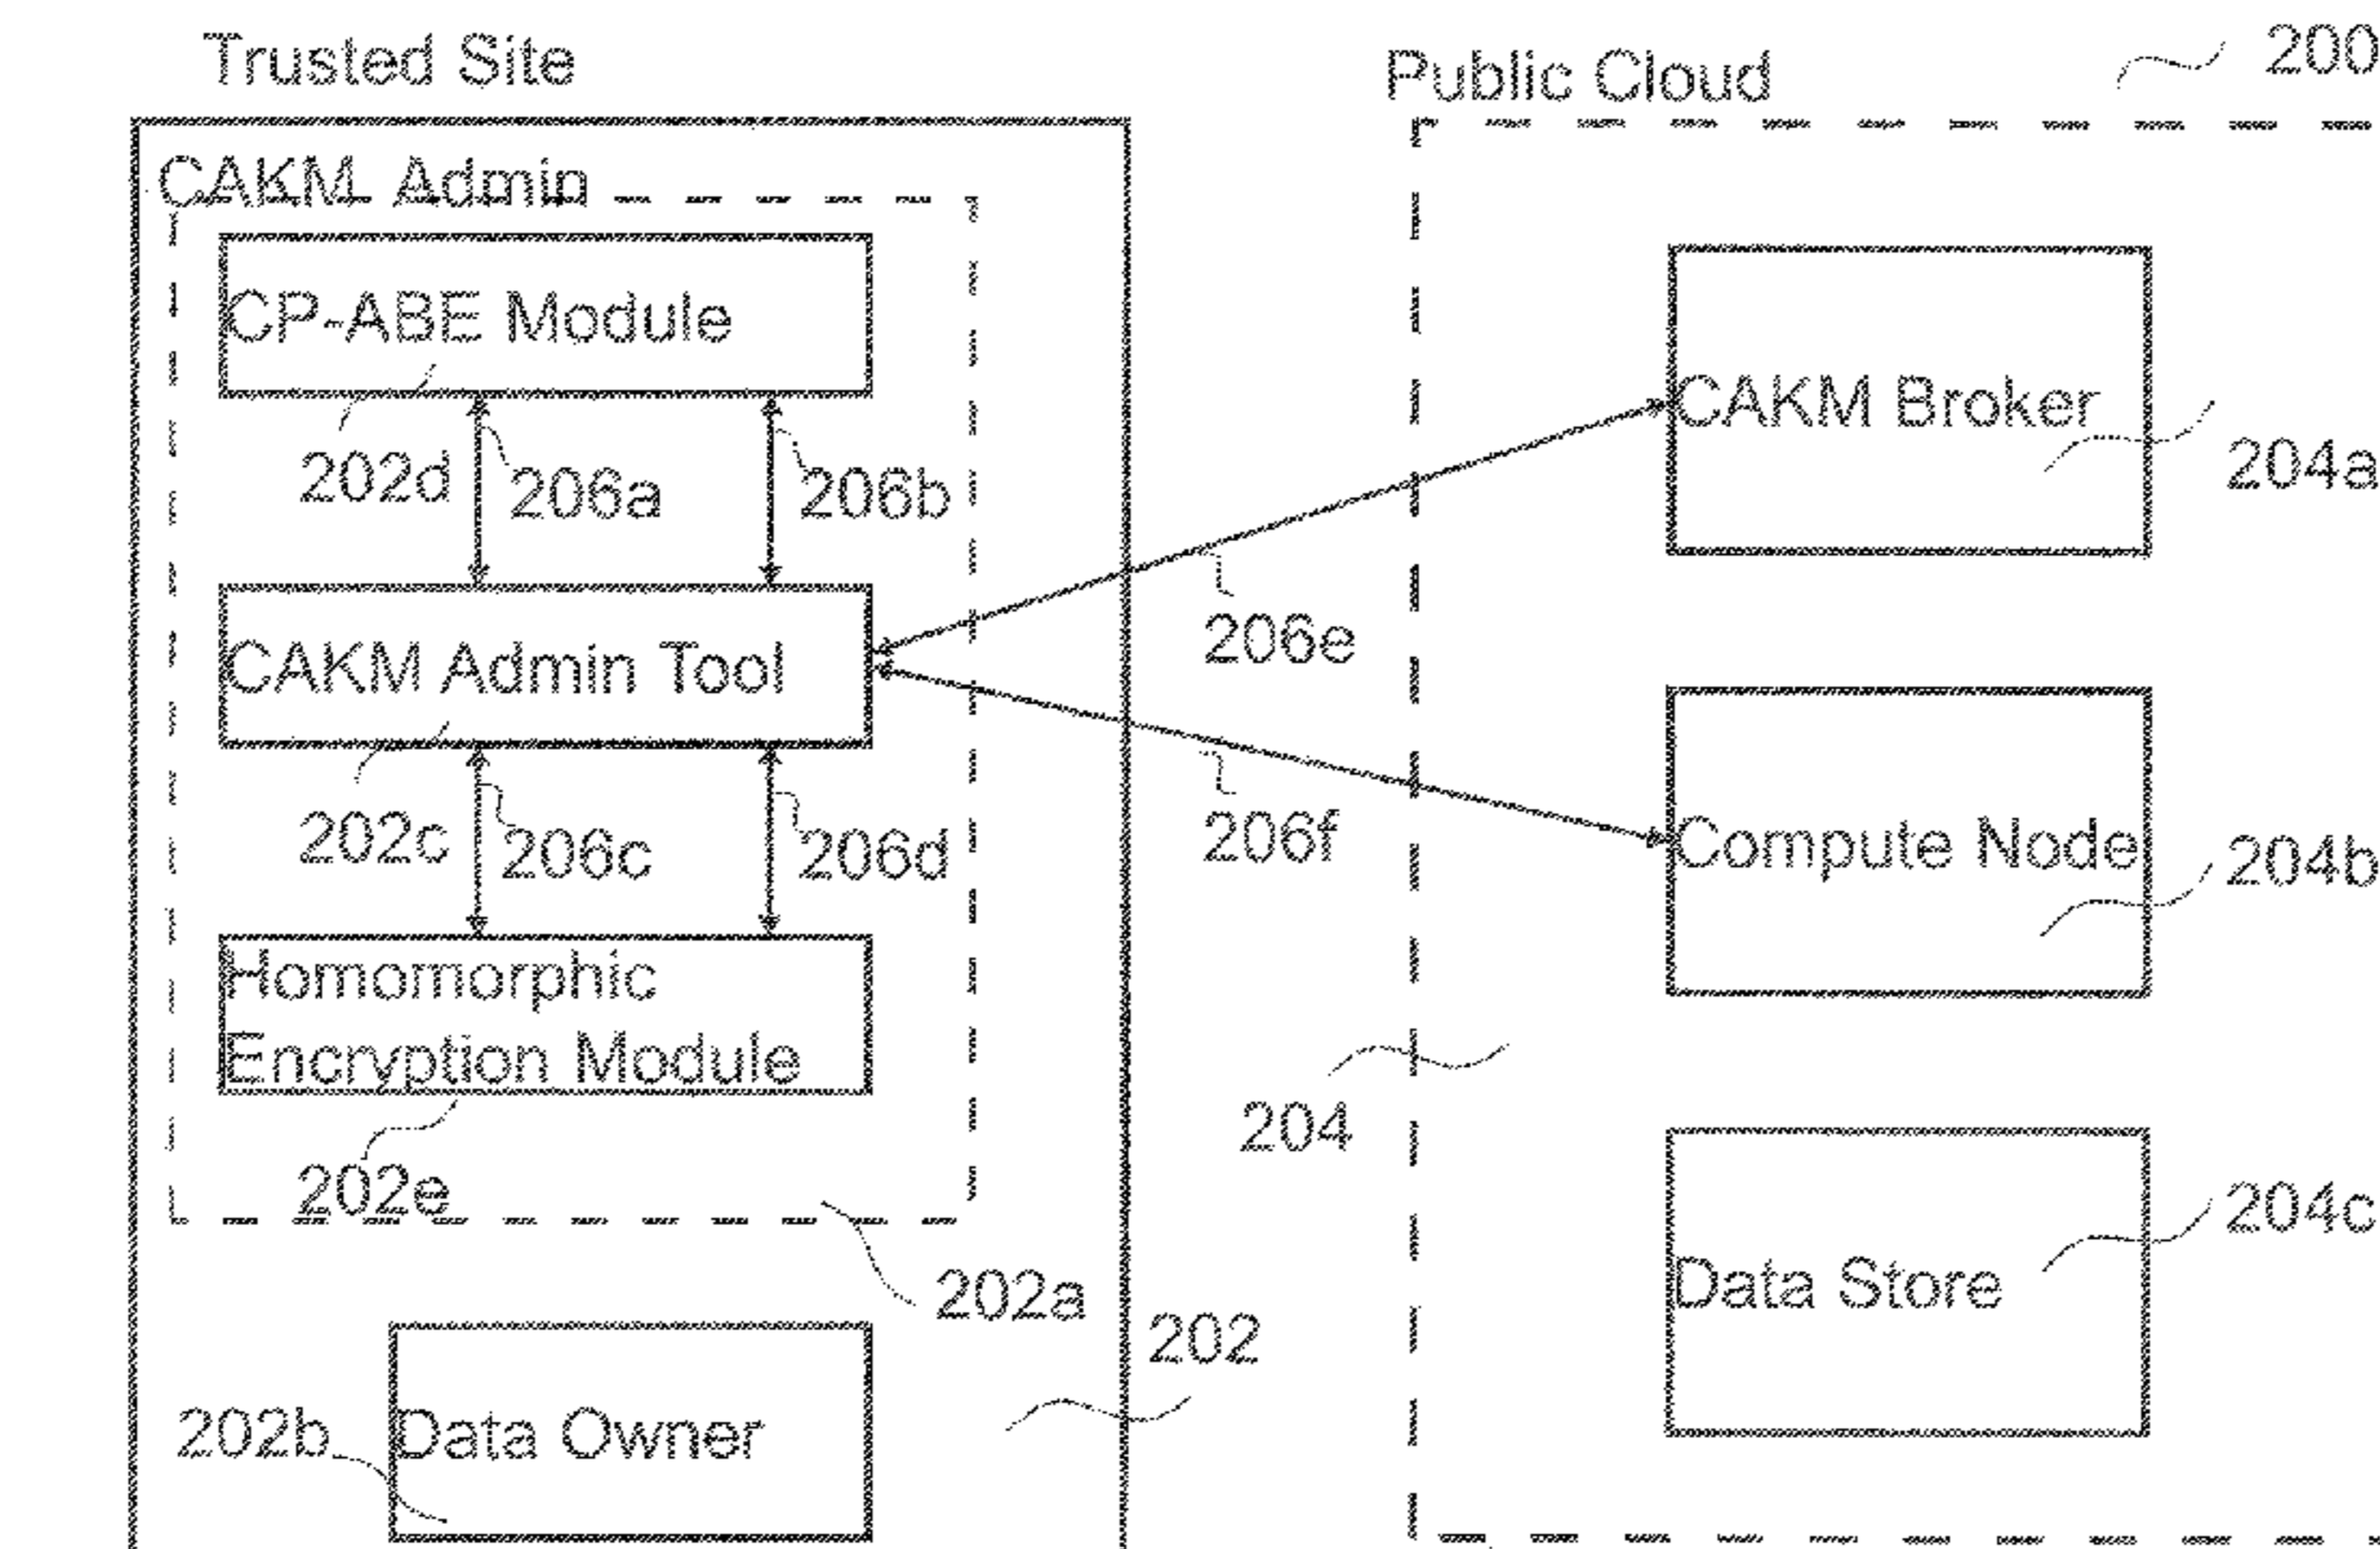 Trusted Site
Public Cloud
200
CAKM Admin
CP-ABE Module
202d
206a
206b
CAKM Admin Tool
202c
206c
206d
Homomorphic
Encryption Module
202e
202a
202
Data Owner
202b
206e
206f
204
CAKM Broker
204a
Compute Node
204b
Data Store
204c